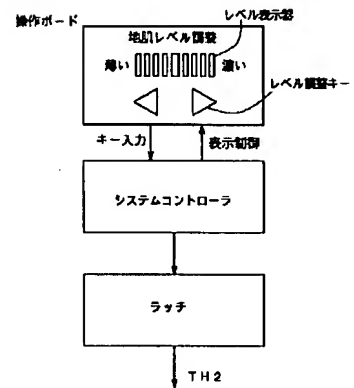 操作ボード
レベル表示器
地肌レベル調整
薄い 濃い
レベル調整キー
キー入力 表示制御
システムコントローラ
ラッチ
TH2